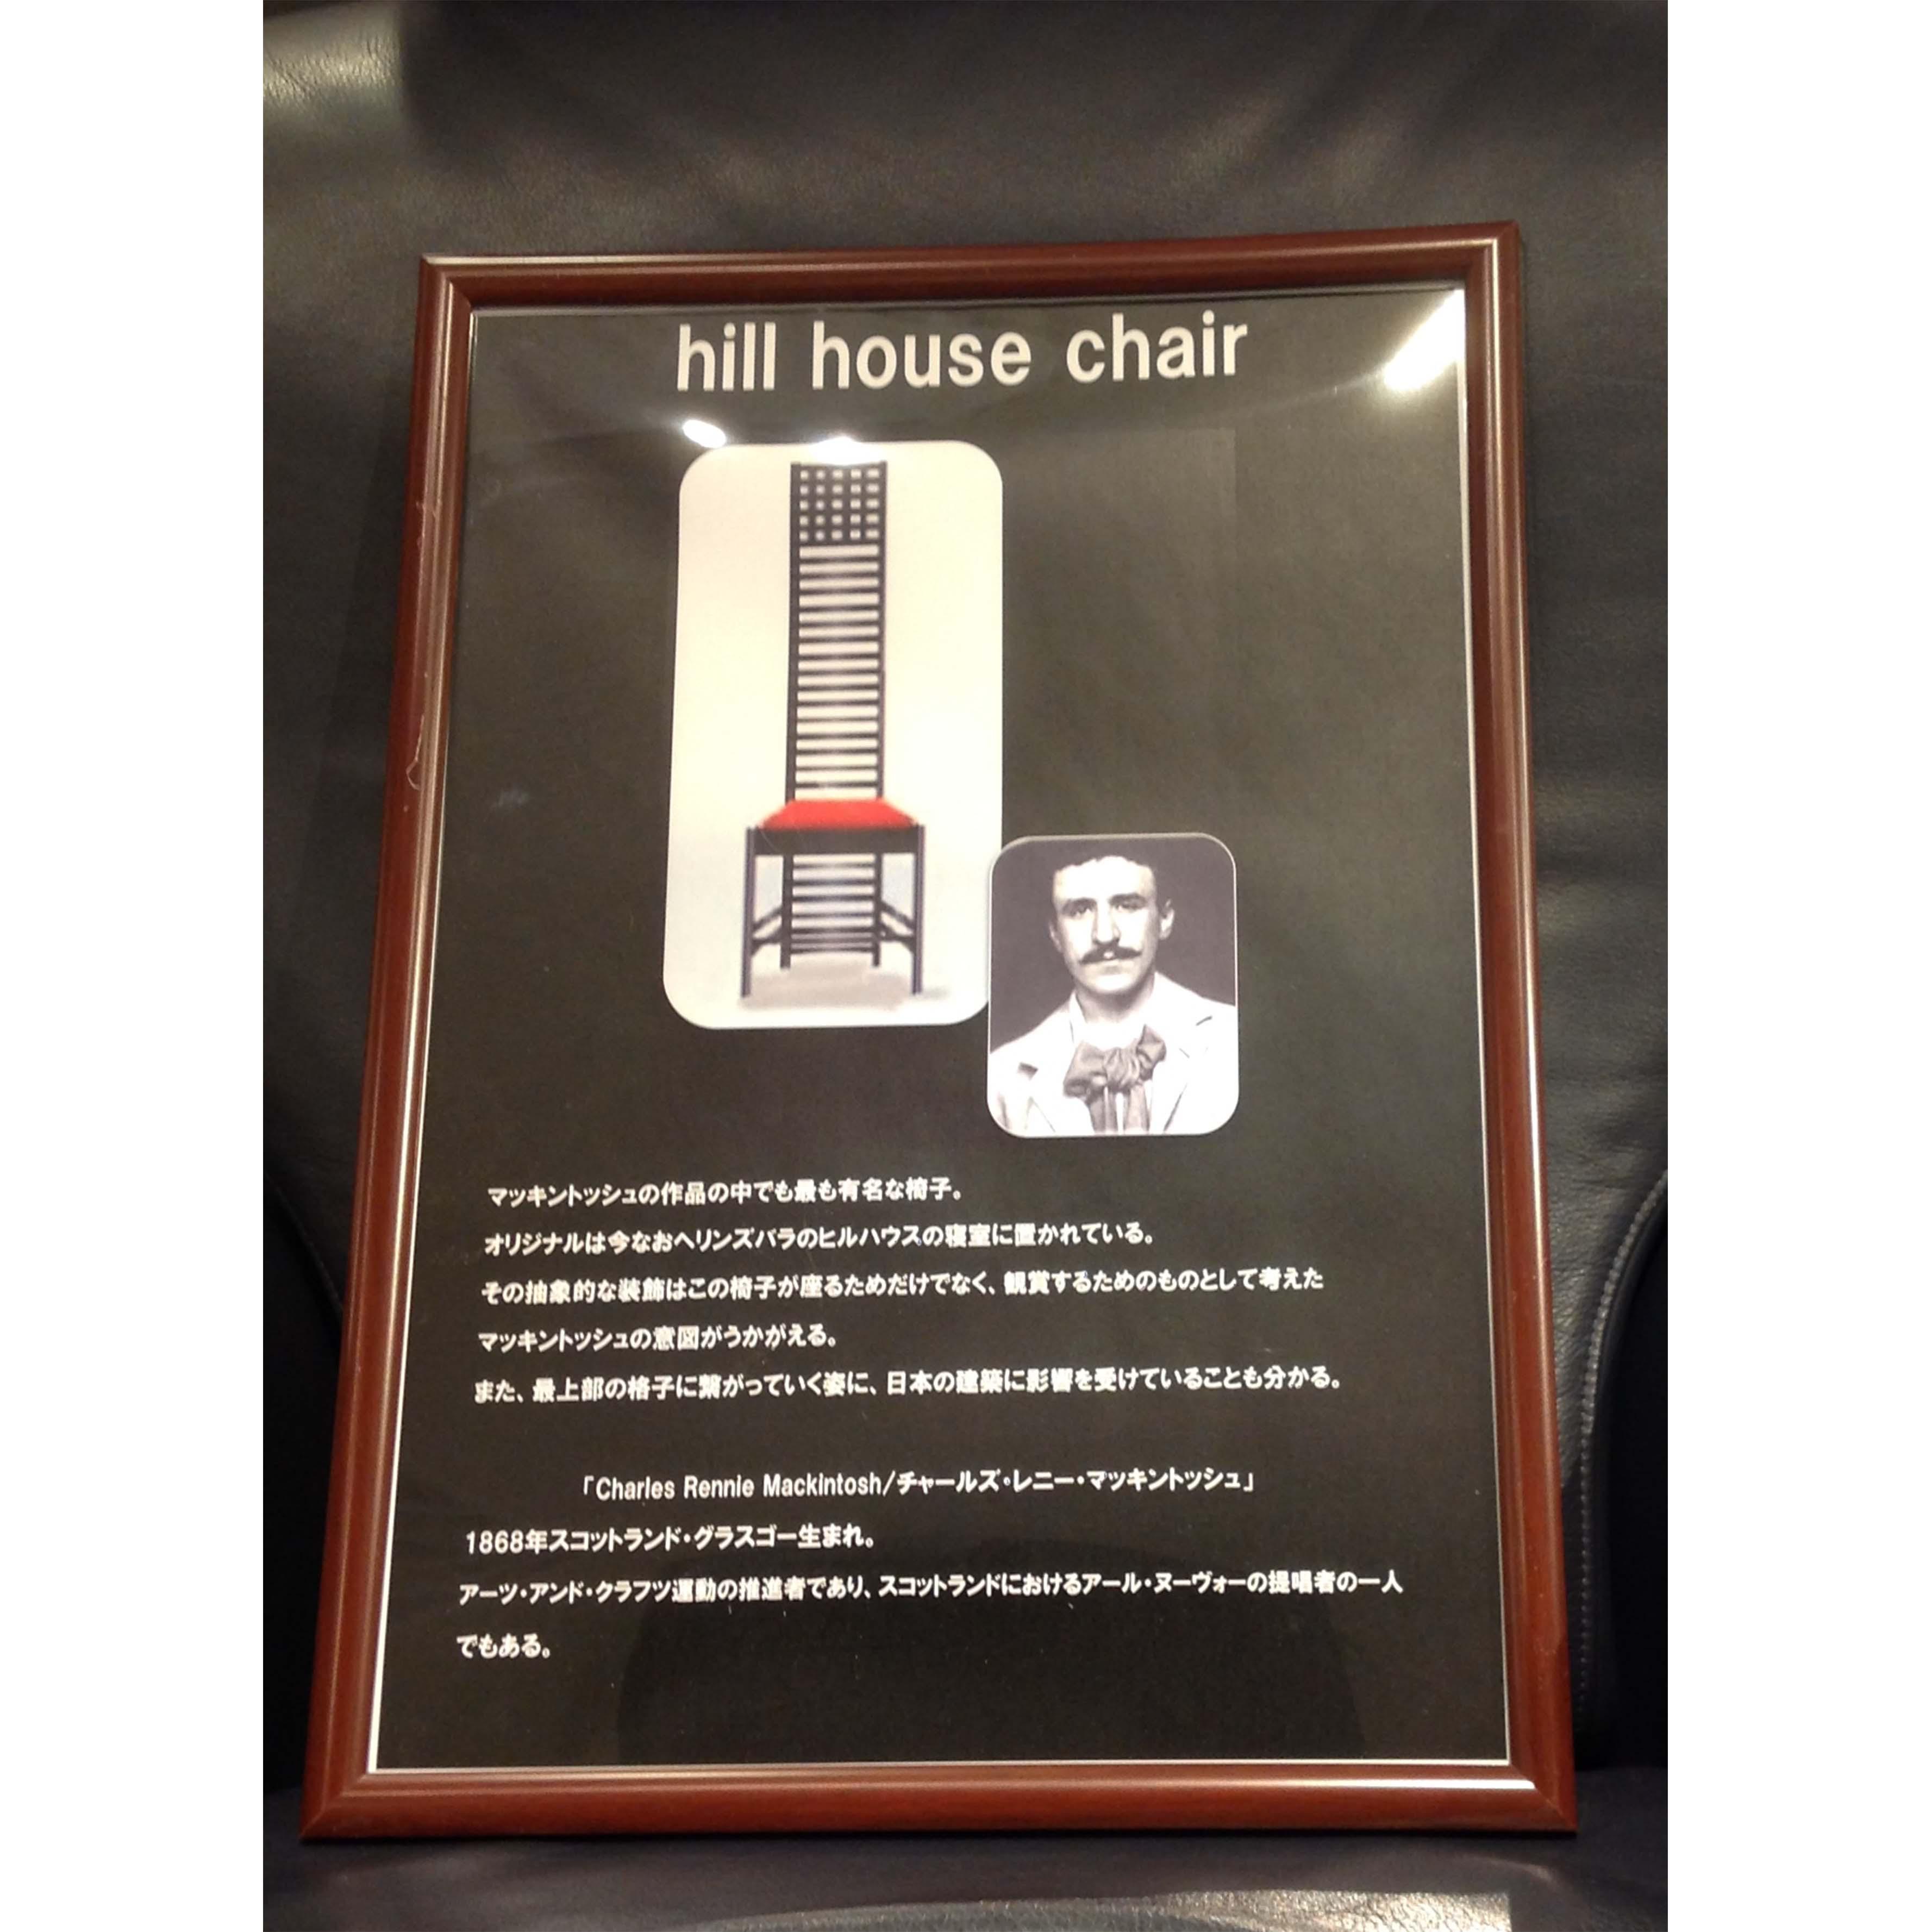 hill house chair
マッキントッシュの作品の中でも最も有名な椅子。
オリジナルは今なおヘリンズバラのヒルハウスの寝室に置かれている。
その抽象的な装飾はこの椅子が座るためだけでなく、観賞するためのものとして考えた
マッキントッシュの意図がうかがえる。
また、最上部の格子に繋がっていく姿に、日本の建築に影響を受けていることも分かる。
「Charles Rennie Mackintosh/チャールズ・レニー・マッキントッシュ」
1868年スコットランド・グラスゴー生まれ。
アーツ・アンド・クラフツ運動の推進者であり、スコットランドにおけるアール・ヌーヴォーの提唱者の一人
でもある。